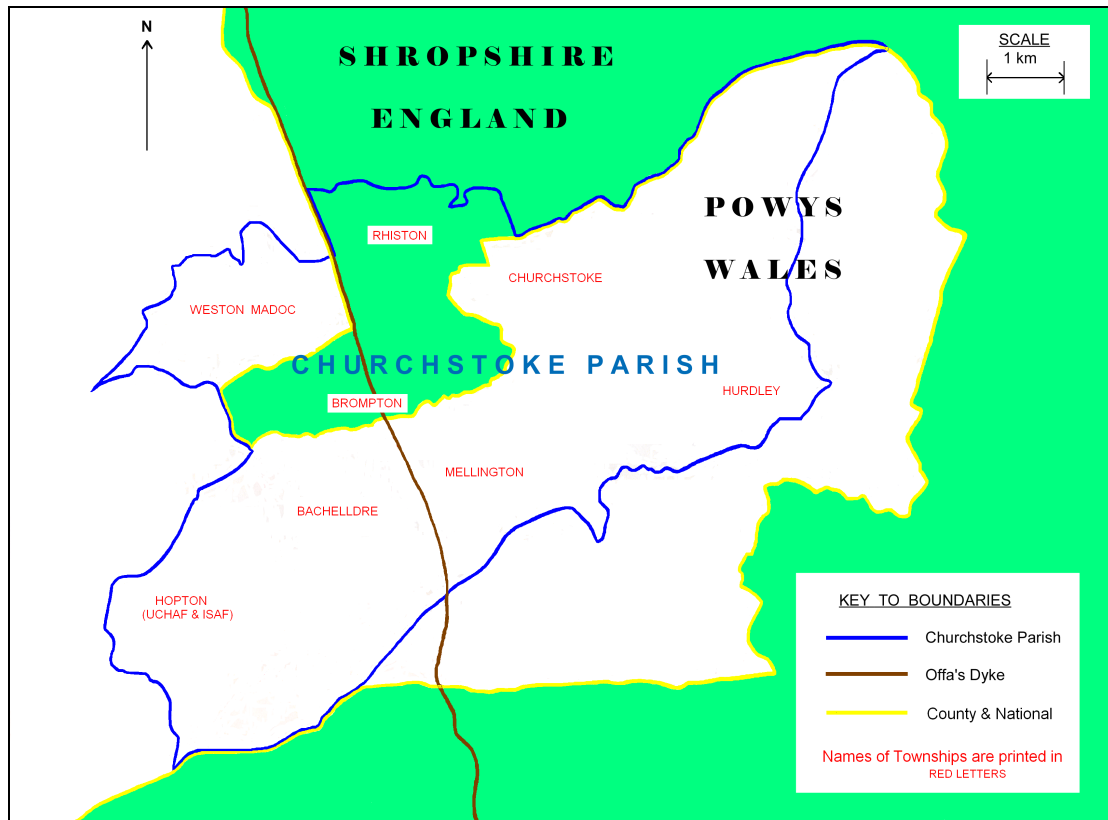 N
SHROPSHIRE
ENGLAND
SCALE
1 km
POWYS
WALES
RHISTON
CHURCHSTOKE
WESTON MADOC
CHURCHSTOKE PARISH
HURDLEY
BROMPTON
MELLINGTON
BACHELLDRE
HOPTON
(UCHAF & ISAF)
KEY TO BOUNDARIES
Churchstoke Parish
Offa's Dyke
County & National
Names of Townships are printed in
RED LETTERS